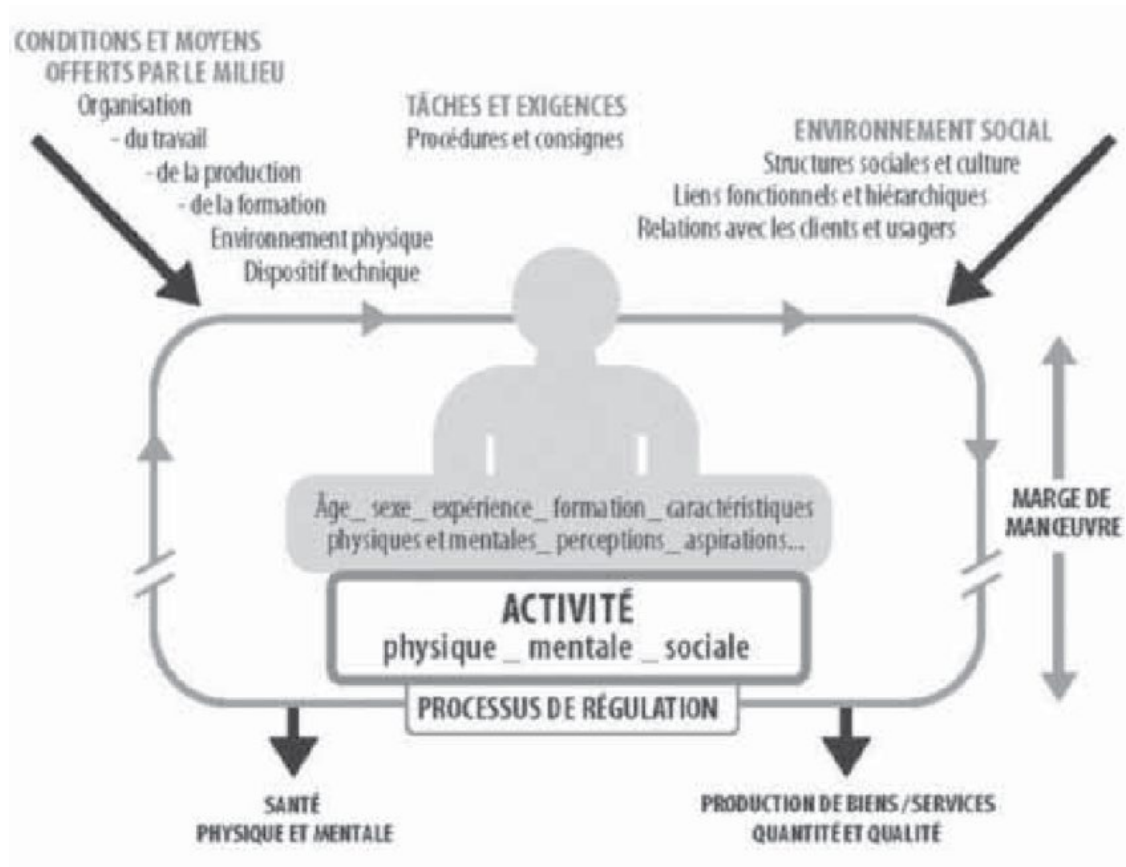 CONDITIONS ET MOYENS
OFFERTS PAR LE MILIEU
Organisation
- du travail
- de la production
- de la formation
Environnement physique
Dispositif technique
TÂCHES ET EXIGENCES
Procédures et consignes
ENVIRONNEMENT SOCIAL
Structures sociales et culture
Liens fonctionnels et hiérarchiques
Relations avec les clients et usagers
Âge_ sexe_ expérience_ formation_ caractéristiques
physiques et mentales_ perceptions_ aspirations...
ACTIVITÉ
physique _ mentale _ sociale
PROCESSUS DE RÉGULATION
MARGE DE
MANŒUVRE
SANTÉ
PHYSIQUE ET MENTALE
PRODUCTION DE BIENS / SERVICES
QUANTITÉ ET QUALITÉ